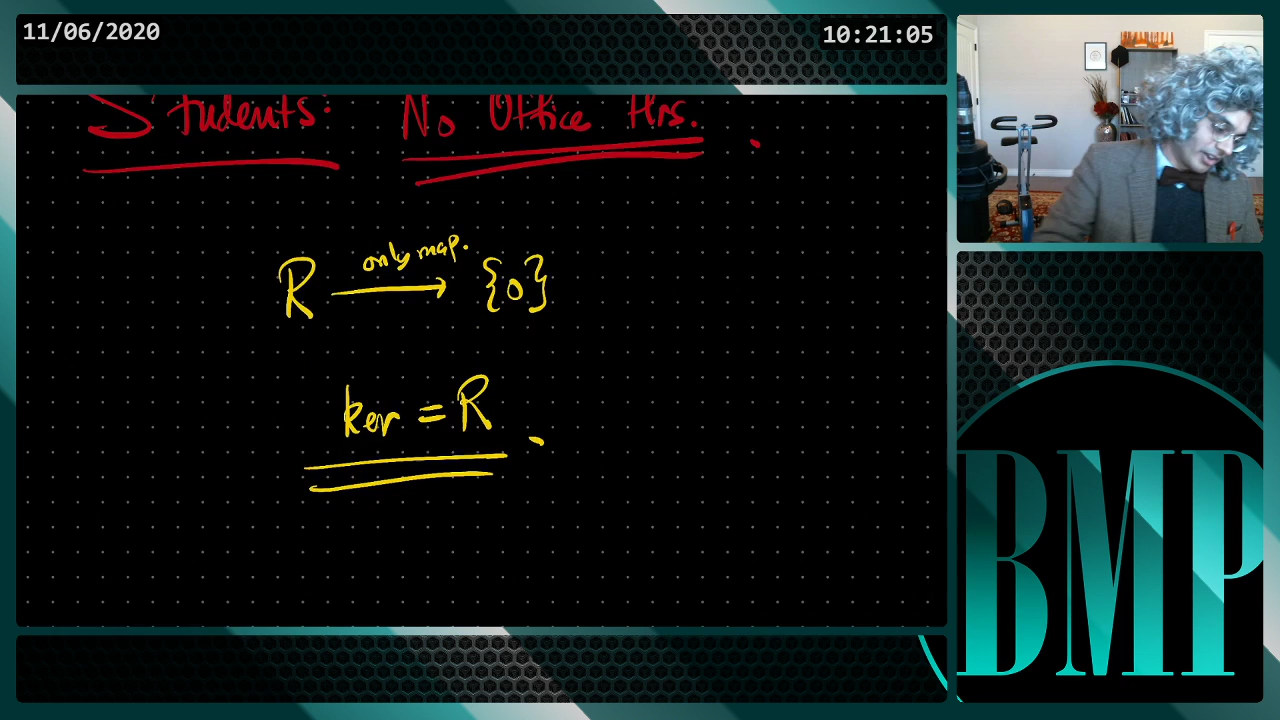 11/06/2020
10:21:05
Students: No Office Hrs.
R only map. → {0}
ker = R.
BMP